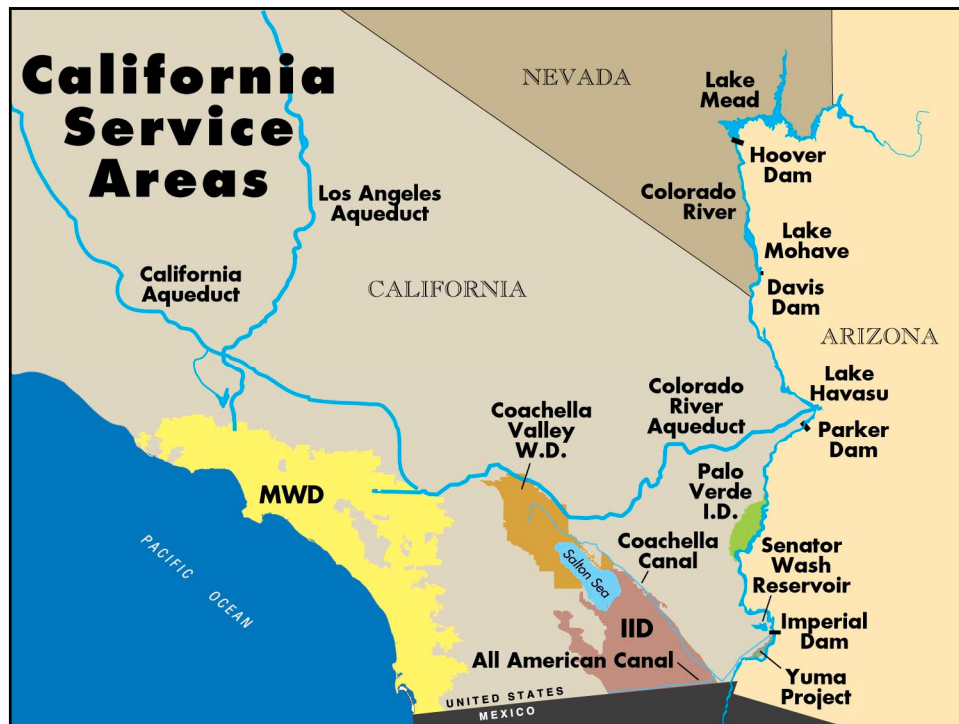 California
Service
Areas
NEVADA
Lake
Mead
Hoover
Dam
Colorado
River
Los Angeles
Aqueduct
Lake
Mohave
California
Aqueduct
CALIFORNIA
Davis
Dam
ARIZONA
Lake
Havasu
Colorado
River
Aqueduct
Coachella
Valley
W.D.
Parker
Dam
MWD
Palo
Verde
I.D.
Coachella
Canal
Senator
Wash
Reservoir
Salton Sea
PACIFIC OCEAN
IID
Imperial
Dam
All American Canal
Yuma
Project
UNITED STATES
MEXICO